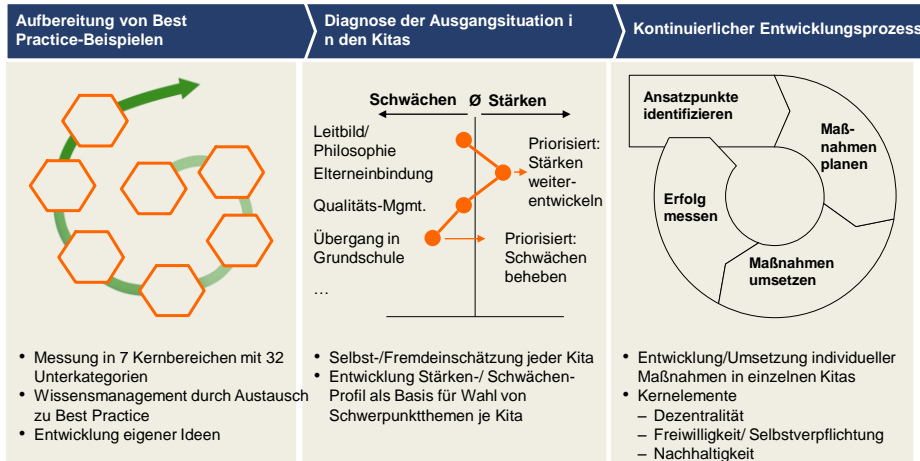 Aufbereitung von Best
Practice-Beispielen
Diagnose der Ausgangsituation i
n den Kitas
Kontinuierlicher Entwicklungsprozess
Schwächen Ø Stärken
Leitbild/
Philosophie
Elterneinbindung
Qualitäts-Mgmt.
Übergang in
Grundschule
…
Priorisiert:
Stärken
weiter-
entwickeln
Priorisiert:
Schwächen
beheben
Ansatzpunkte
identifizieren
Maß-
nahmen
planen
Erfolg
messen
Maßnahmen
umsetzen
• Messung in 7 Kernbereichen mit 32
Unterkategorien
• Wissensmanagement durch Austausch
zu Best Practice
• Entwicklung eigener Ideen
• Selbst-/Fremdeinschätzung jeder Kita
• Entwicklung Stärken-/ Schwächen-
Profil als Basis für Wahl von
Schwerpunktthemen je Kita
• Entwicklung/Umsetzung individueller
Maßnahmen in einzelnen Kitas
• Kernelemente
– Dezentralität
– Freiwilligkeit/ Selbstverpflichtung
– Nachhaltigkeit